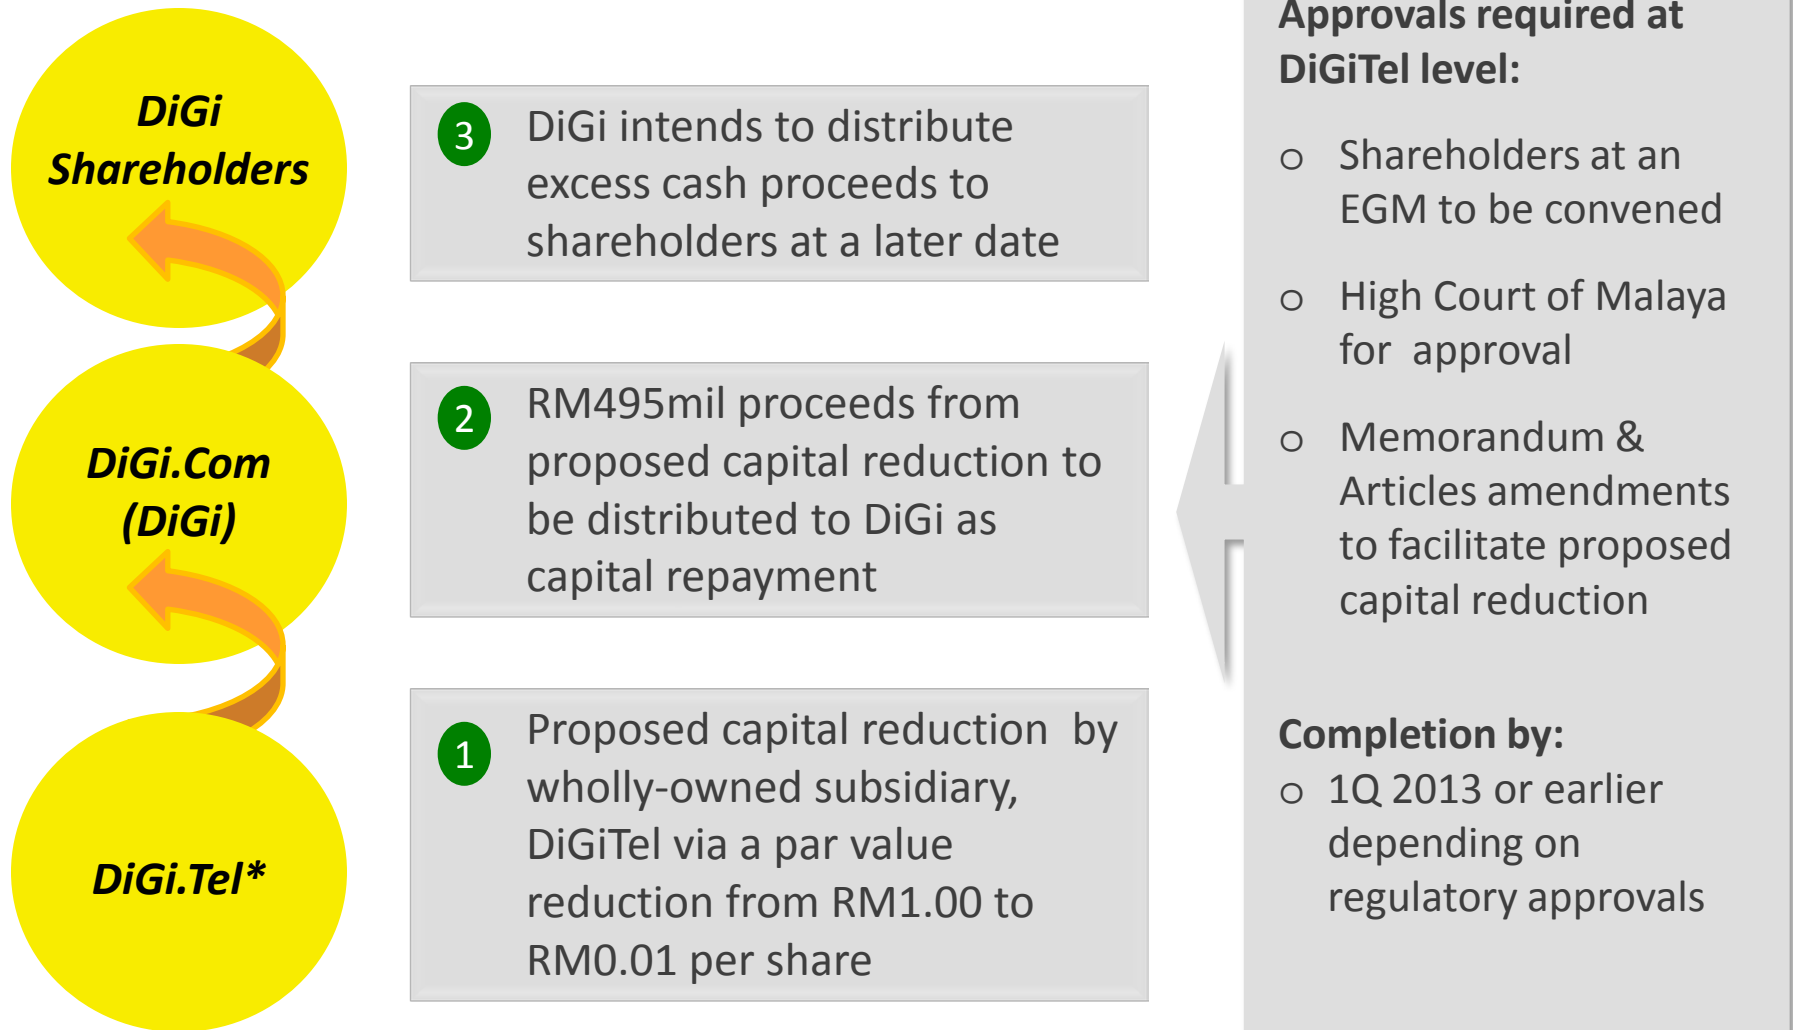 DiGi
Shareholders
3
DiGi intends to distribute
excess cash proceeds to
shareholders at a later date
DiGi.Com
(DiGi)
2
RM495mil proceeds from
proposed capital reduction to
be distributed to DiGi as
capital repayment
DiGi.Tel*
1
Proposed capital reduction by
wholly-owned subsidiary,
DiGiTel via a par value
reduction from RM1.00 to
RM0.01 per share
Approvals required at
DiGiTel level:
o Shareholders at an
EGM to be convened
o High Court of Malaya
for approval
o Memorandum &
Articles amendments
to facilitate proposed
capital reduction
Completion by:
o 1Q 2013 or earlier
depending on
regulatory approvals